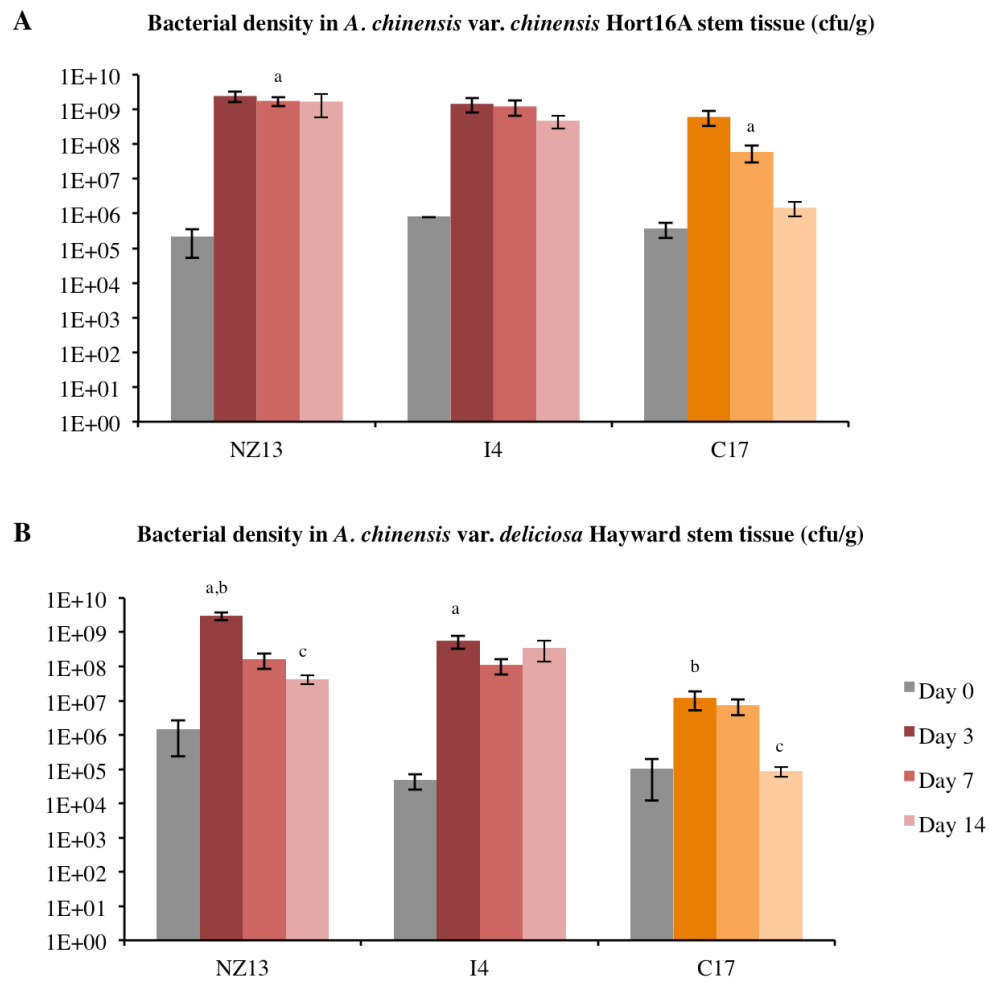 A
Bacterial density in A. chinensis var. chinensis Hort16A stem tissue (cfu/g)
1E+10
1E+09
1E+08
1E+07
1E+06
1E+05
1E+04
1E+03
1E+02
1E+01
1E+00
a
a
NZ13 I4 C17
B
Bacterial density in A. chinensis var. deliciosa Hayward stem tissue (cfu/g)
1E+10
1E+09
1E+08
1E+07
1E+06
1E+05
1E+04
1E+03
1E+02
1E+01
1E+00
a,b
c
a
b
c
NZ13 I4 C17
Day 0
Day 3
Day 7
Day 14